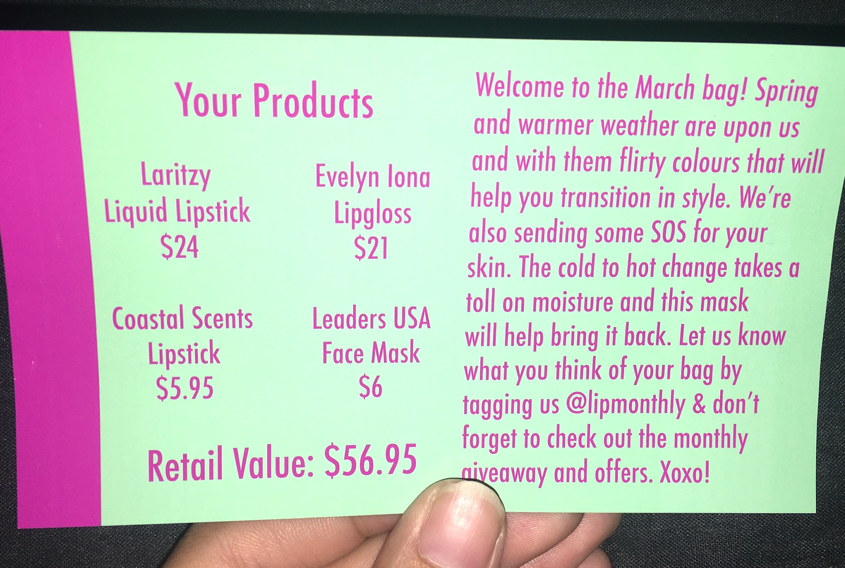 Your Products
Laritzy
Liquid Lipstick
$24
Evelyn Iona
Lipgloss
$21
Coastal Scents
Lipstick
$5.95
Leaders USA
Face Mask
$6
Retail Value: $56.95
Welcome to the March bag! Spring
and warmer weather are upon us
and with them flirty colours that will
help you transition in style. We're
also sending some SOS for your
skin. The cold to hot change takes a
toll on moisture and this mask
will help bring it back. Let us know
what you think of your bag by
tagging us @lipmonthly & don't
forget to check out the monthly
giveaway and offers. Xoxo!